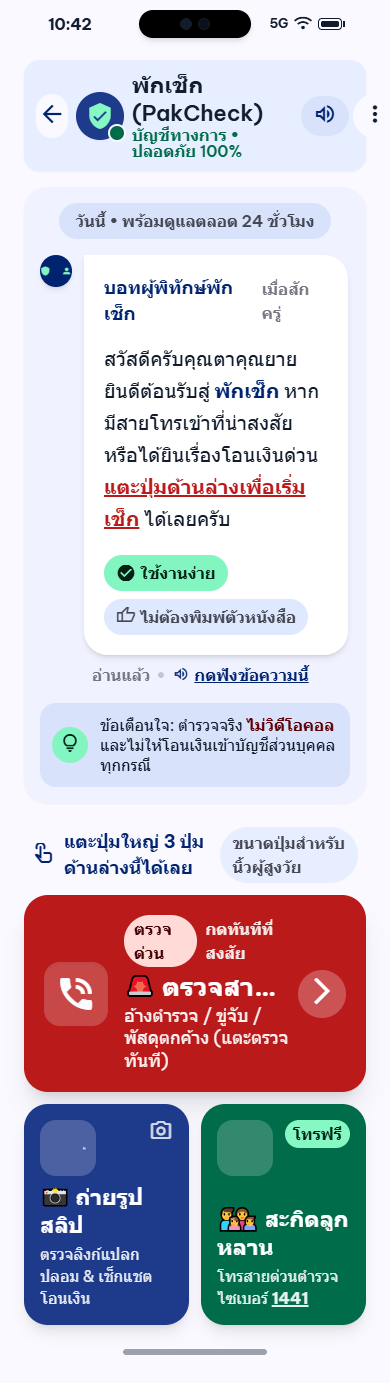 10:42
5G
พักเช็ก
(PakCheck)
บัญชีทางการ •
ปลอดภัย 100%
วันนี้ • พร้อมดูแลตลอด 24 ชั่วโมง
บอทผู้พิทักษ์พัก
เช็ก
เมื่อสัก
ครู่
สวัสดีครับคุณตาคุณยาย
ยินดีต้อนรับสู่ พักเช็ก หาก
มีสายโทรเข้าที่น่าสงสัย
หรือได้ยินเรื่องโอนเงินด่วน
แตะปุ่มด้านล่างเพื่อเริ่ม
เช็ก ได้เลยครับ
ใช้งานง่าย
ไม่ต้องพิมพ์ตัวหนังสือ
อ่านแล้ว • กดฟังข้อความนี้
ข้อเตือนใจ: ตำรวจจริง ไม่วิดีโอคอล
และไม่ให้โอนเงินเข้าบัญชีส่วนบุคคล
ทุกกรณี
แตะปุ่มใหญ่ 3 ปุ่ม
ด้านล่างนี้ได้เลย
ขนาดปุ่มสำหรับ
นิ้วผู้สูงวัย
ตรวจ
ด่วน
กดทันทีที่
สงสัย
🚨 ตรวจสา...
อ้างตำรวจ / ขู่จับ /
พัสดุตกค้าง (แตะตรวจ
ทันที)
📸 ถ่ายรูป
สลิป
ตรวจลิงก์แปลก
ปลอม & เช็กแชต
โอนเงิน
โทรฟรี
👨‍👩‍👧‍👦 สะกิดลูก
หลาน
โทรสายด่วนตำรวจ
ไซเบอร์ 1441